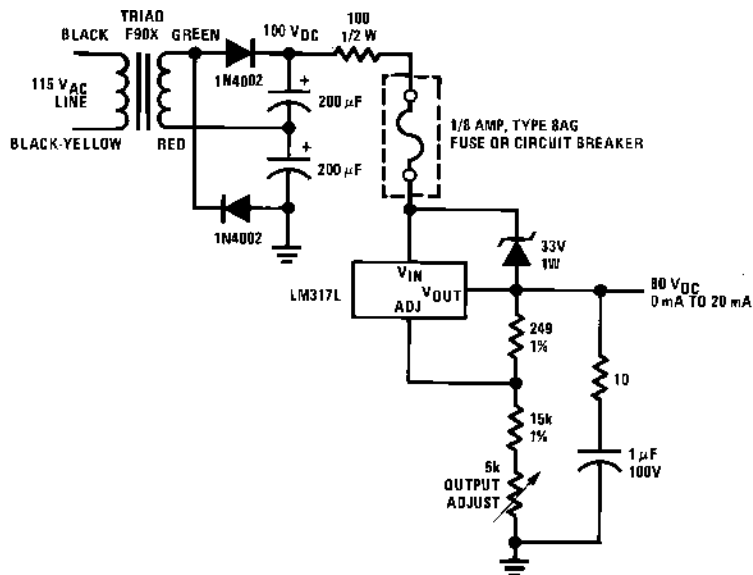 TRIAD
F90X
BLACK
GREEN
115 VAC
LINE
BLACK-YELLOW
RED
1N4002
100 VDC
100
1/2 W
+
200 μF
+
200 μF
1N4002
1/8 AMP, TYPE 8AG
FUSE OR CIRCUIT BREAKER
33V
1W
VIN
LM317L
VOUT
ADJ
80 VDC
0 mA TO 20 mA
249
1%
10
15k
1%
5k
OUTPUT
ADJUST
1 μF
100V